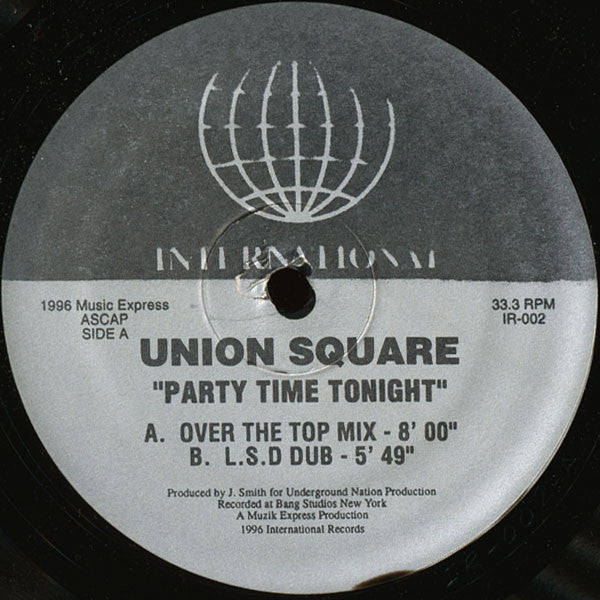 INTERNATIONAL
1996 Music Express
ASCAP
SIDE A
33.3 RPM
IR-002
UNION SQUARE
"PARTY TIME TONIGHT"
A. OVER THE TOP MIX - 8' 00"
B. L.S.D DUB - 5' 49"
Produced by J. Smith for Underground Nation Production
Recorded at Bang Studios New York
A Muzik Express Production
1996 International Records